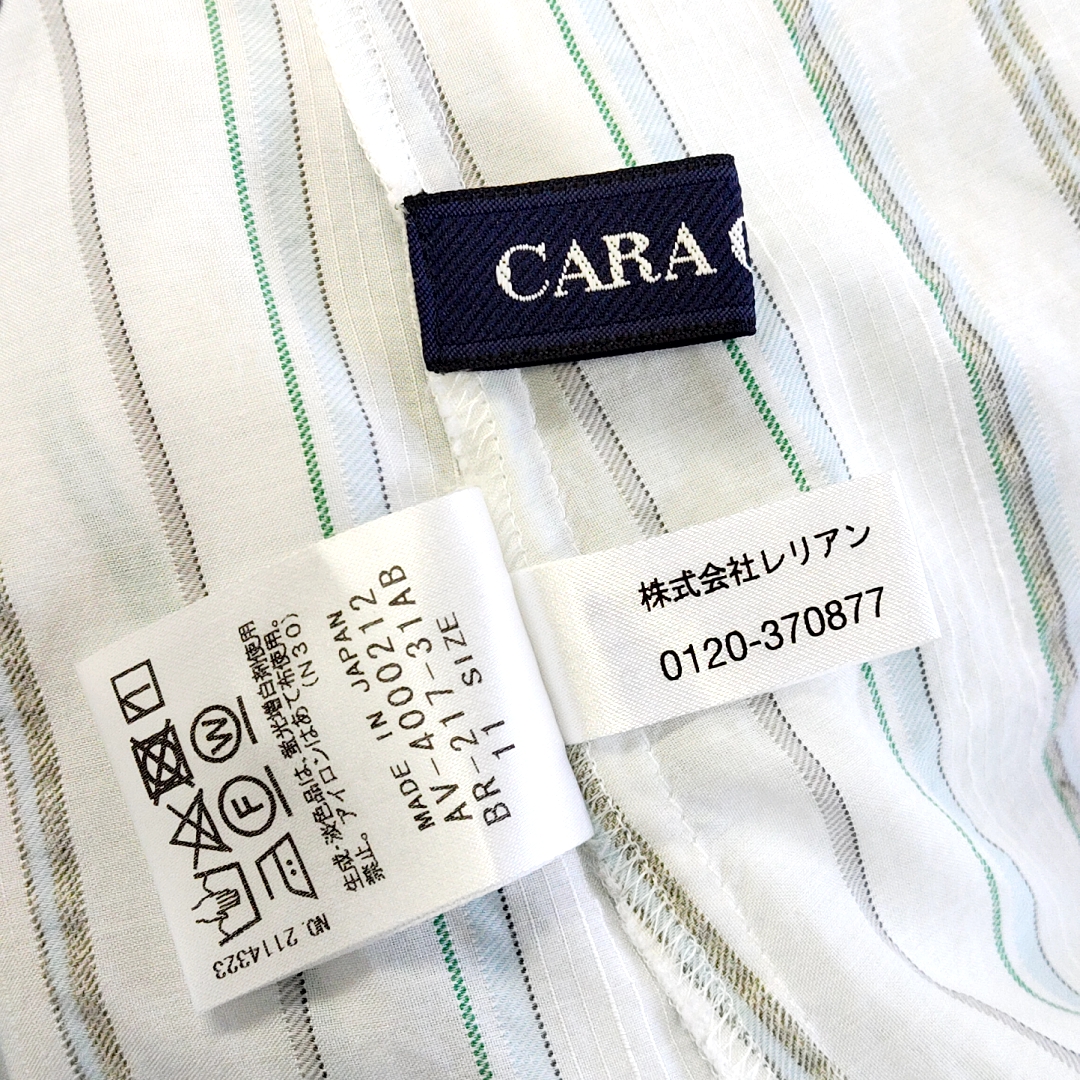 CARA
株式会社レリアン
0120-370877
W
F
生成、淡色品は、蛍光増白剤使用
禁止。 アイロンはあて布使用。
(N30)
MADE IN JAPAN
AV-400212
BR-217-31AB
11 SIZE
NO. 2114323